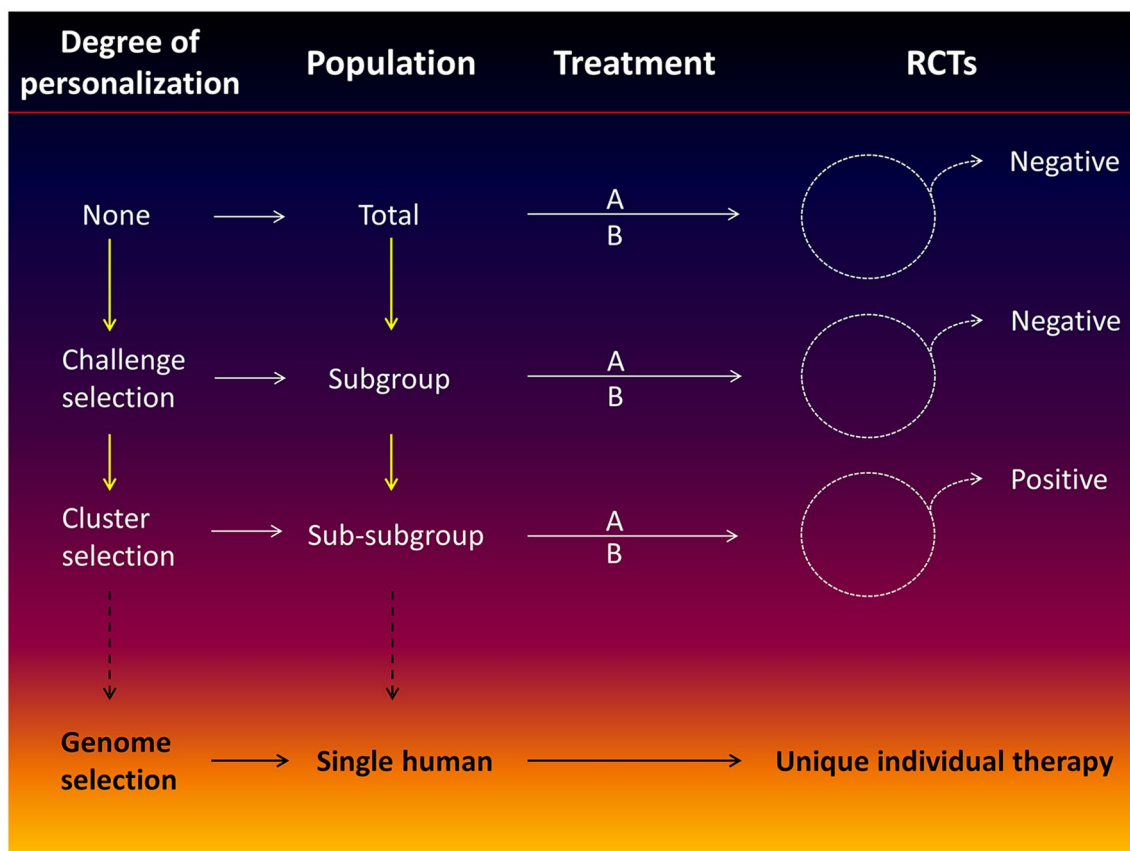 Degree of
personalization
Population
Treatment
RCTs
None
Total
A
B
Negative
Challenge
selection
Subgroup
A
B
Negative
Cluster
selection
Sub-subgroup
A
B
Positive
Genome
selection
Single human
Unique individual therapy